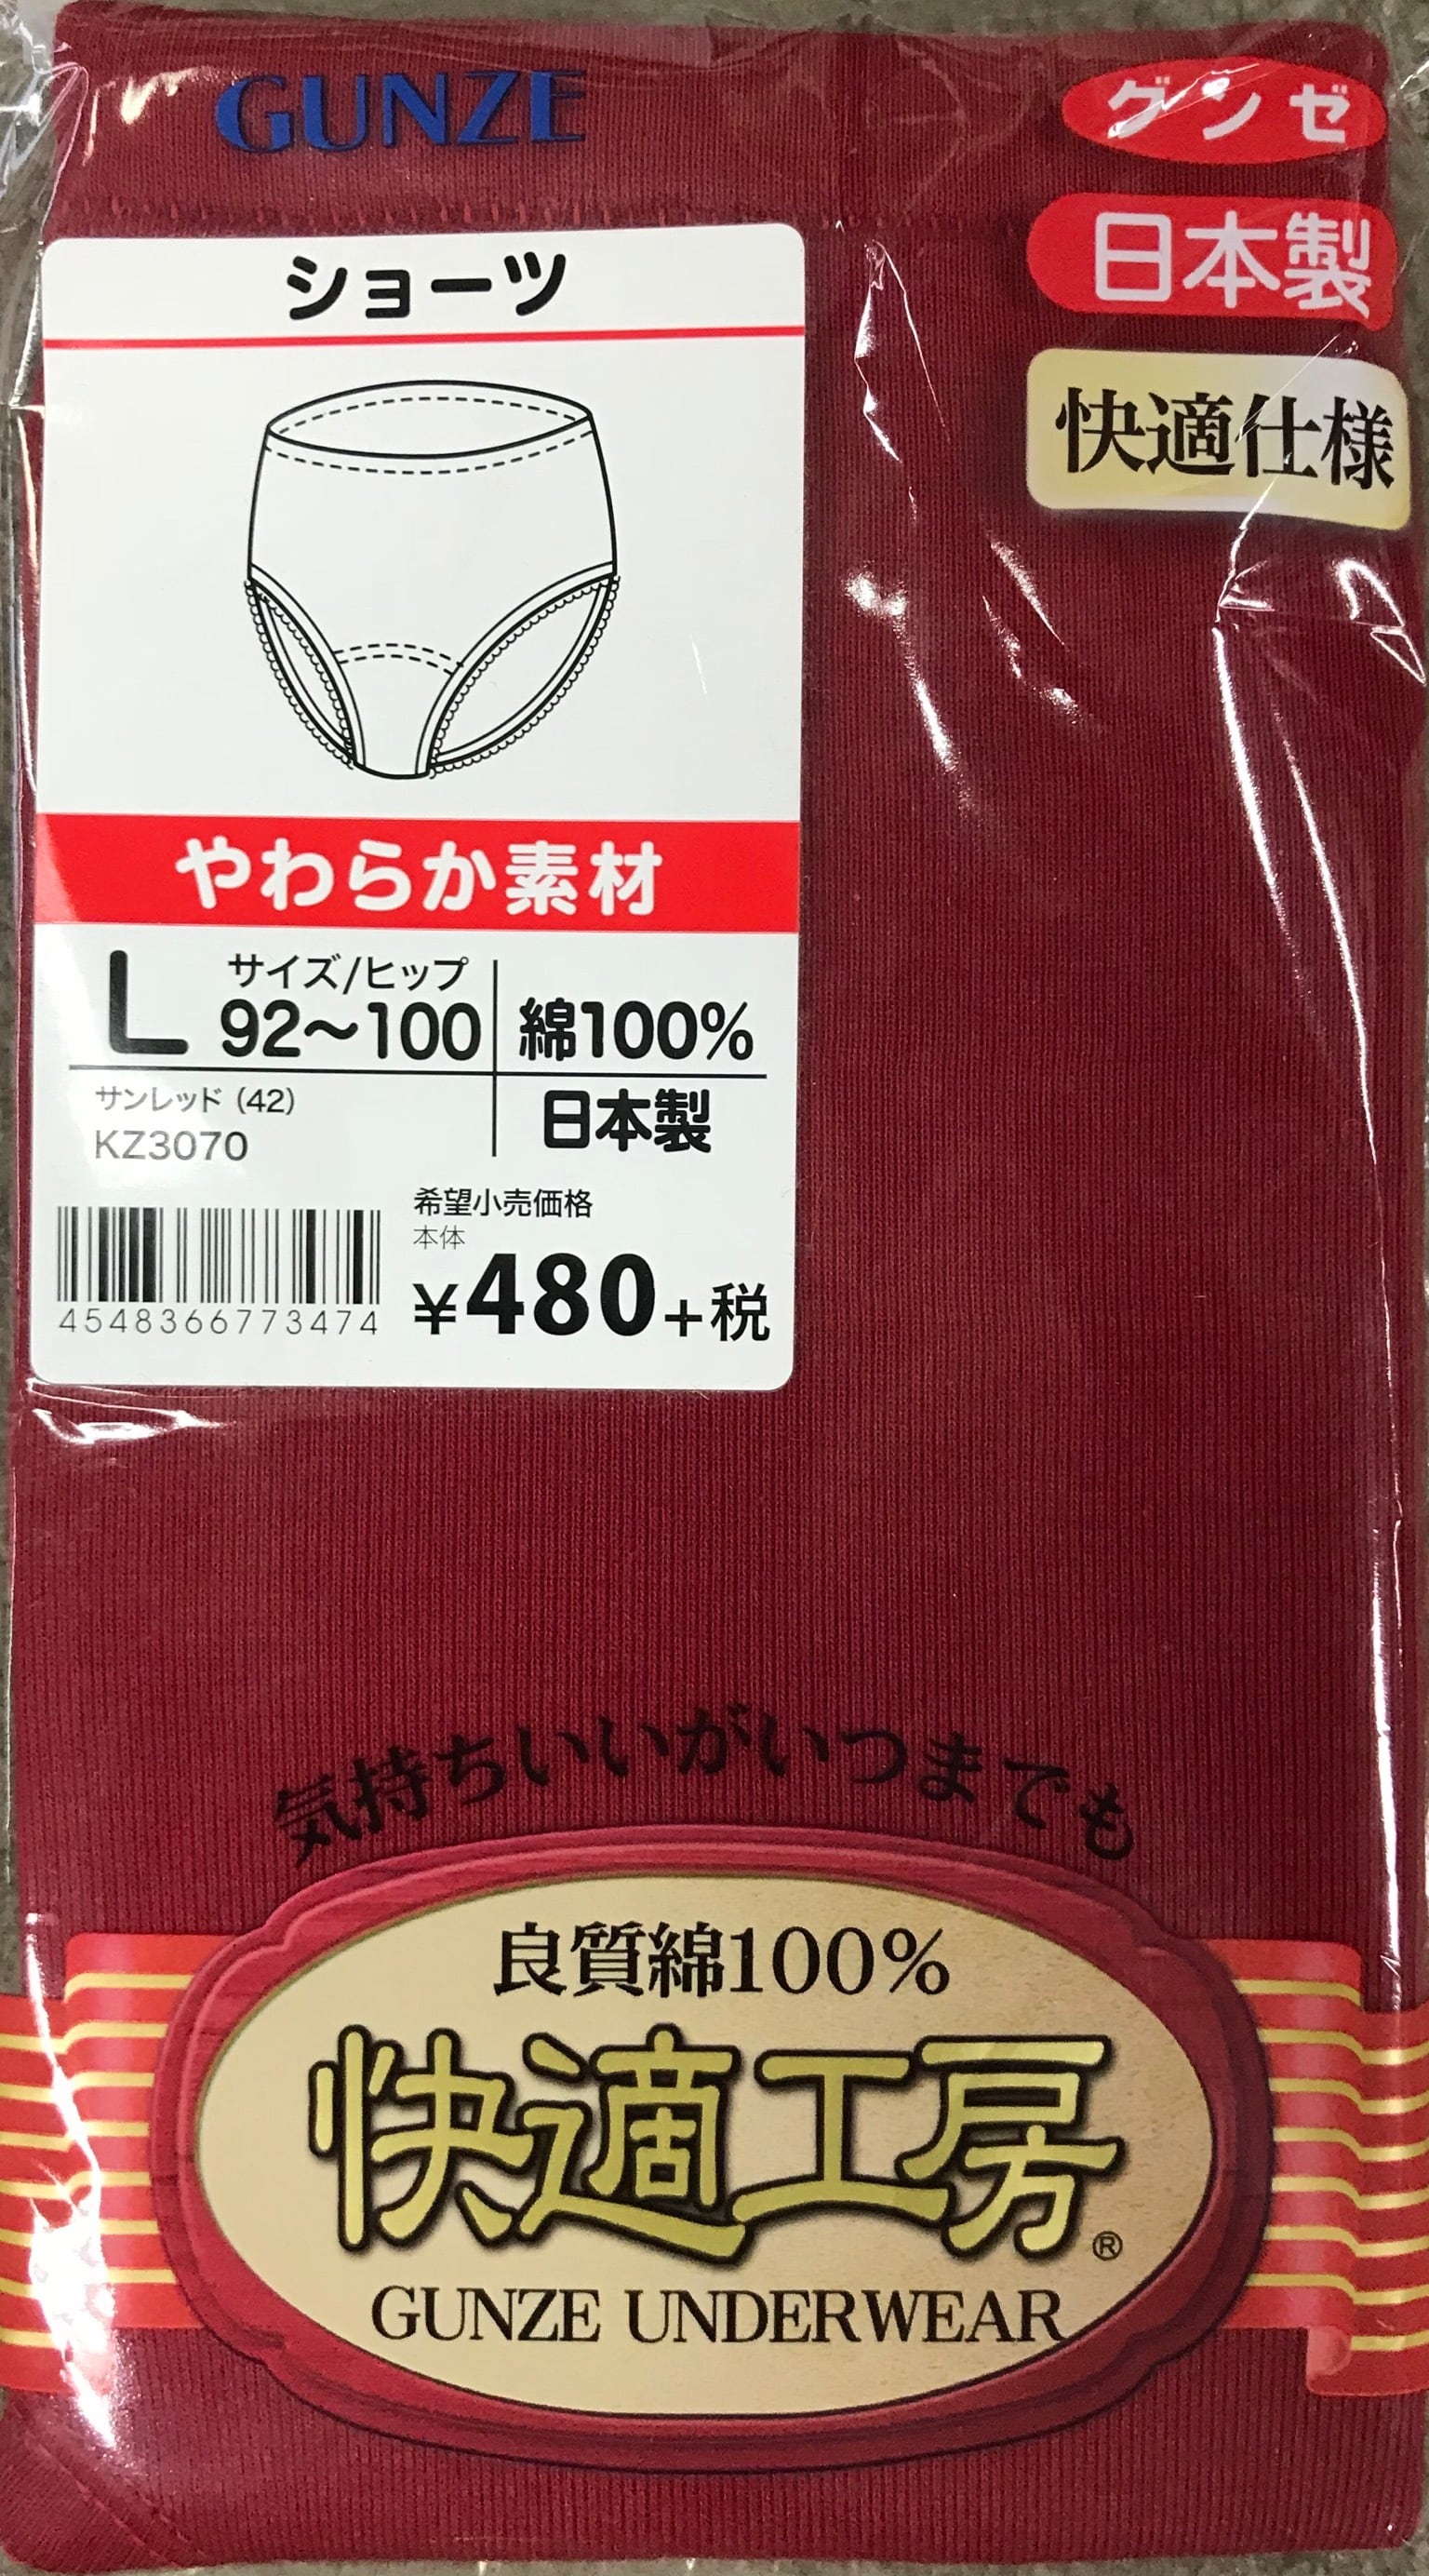 GUNZE
グンゼ
日本製
快適仕様
ショーツ
やわらか素材
L サイズ/ヒップ
92〜100
綿100%
サンレッド (42)
KZ3070
日本製
希望小売価格
本体
¥480+税
4548366773474
気持ちいいがいつまでも
良質綿100%
快適工房®
GUNZE UNDERWEAR